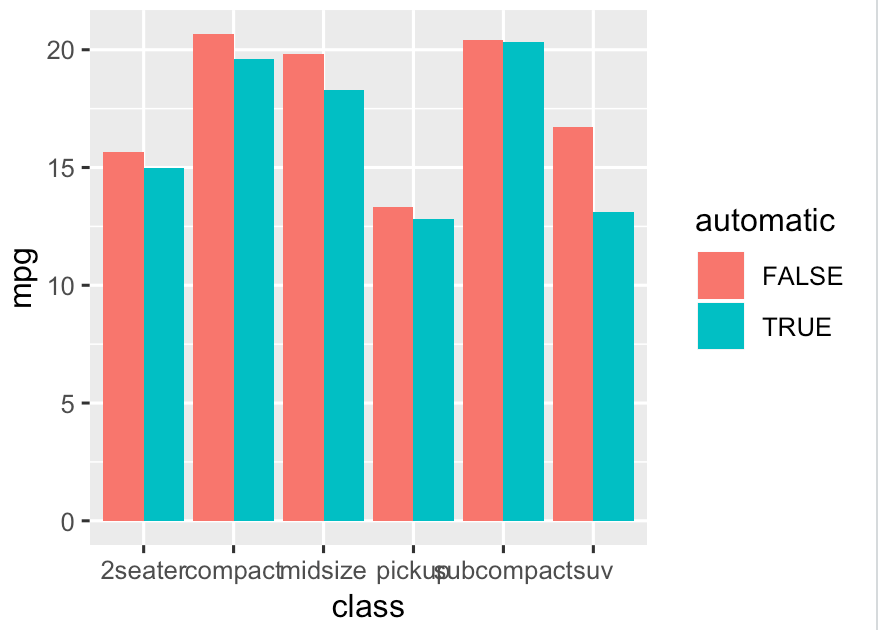 mpg
20
15
10
5
0
2seater compact midsize pickup subcompact suv
class
automatic
FALSE
TRUE